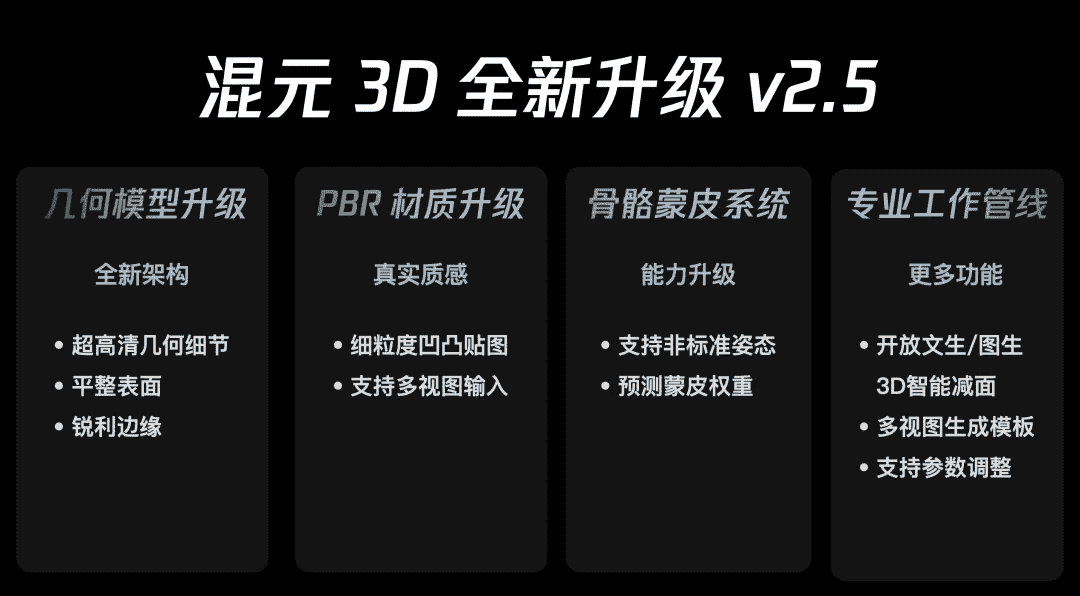 混元 3D 全新升级 v2.5
几何模型升级
全新架构
• 超高清几何细节
• 平整表面
• 锐利边缘
PBR 材质升级
真实质感
• 细粒度凹凸贴图
• 支持多视图输入
骨骼蒙皮系统
能力升级
• 支持非标准姿态
• 预测蒙皮权重
专业工作管线
更多功能
• 开放文生/图生
3D智能减面
• 多视图生成模板
• 支持参数调整